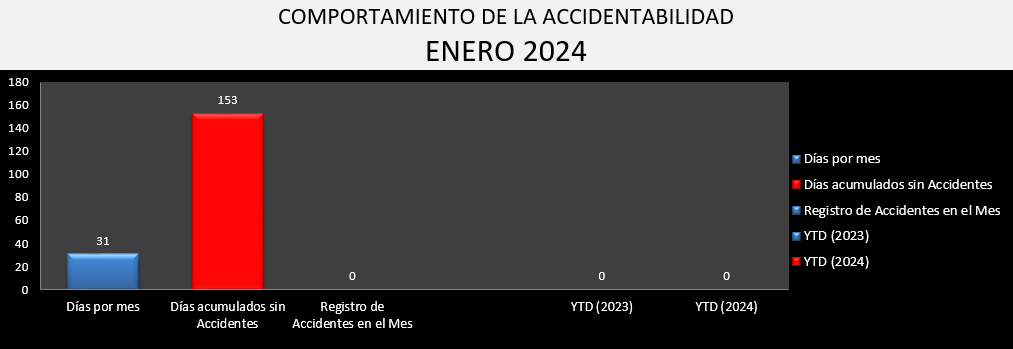 COMPORTAMIENTO DE LA ACCIDENTABILIDAD
ENERO 2024
180
160
140
120
100
80
60
40
20
0
31
153
0
0
0
Días por mes
Días acumulados sin
Accidentes
Registro de
Accidentes en el Mes
YTD (2023)
YTD (2024)
Días por mes
Días acumulados sin Accidentes
Registro de Accidentes en el Mes
YTD (2023)
YTD (2024)